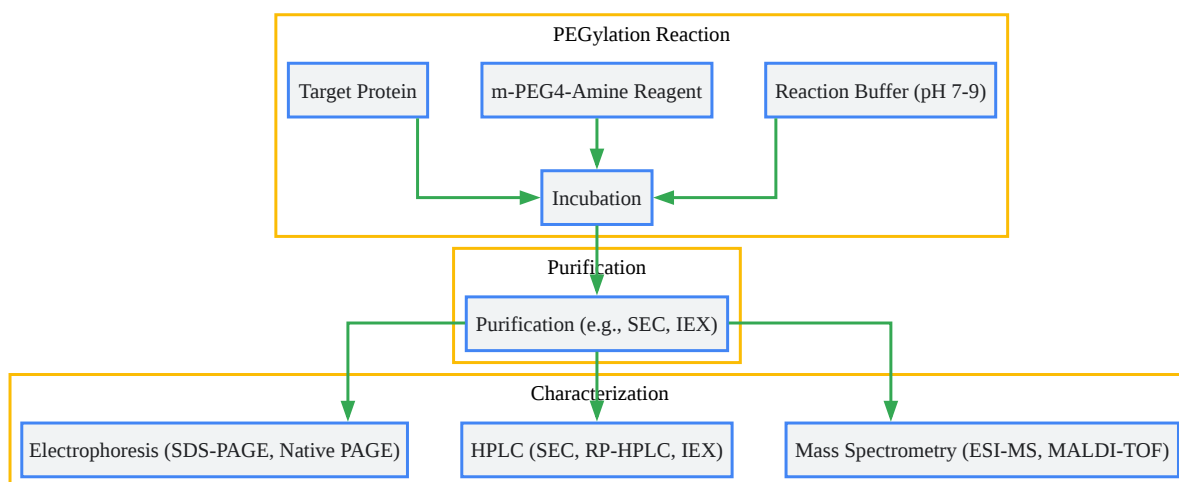 PEGylation Reaction
Target Protein
m-PEG4-Amine Reagent
Reaction Buffer (pH 7-9)
Incubation
Purification
Purification (e.g., SEC, IEX)
Characterization
Electrophoresis (SDS-PAGE, Native PAGE)
HPLC (SEC, RP-HPLC, IEX)
Mass Spectrometry (ESI-MS, MALDI-TOF)